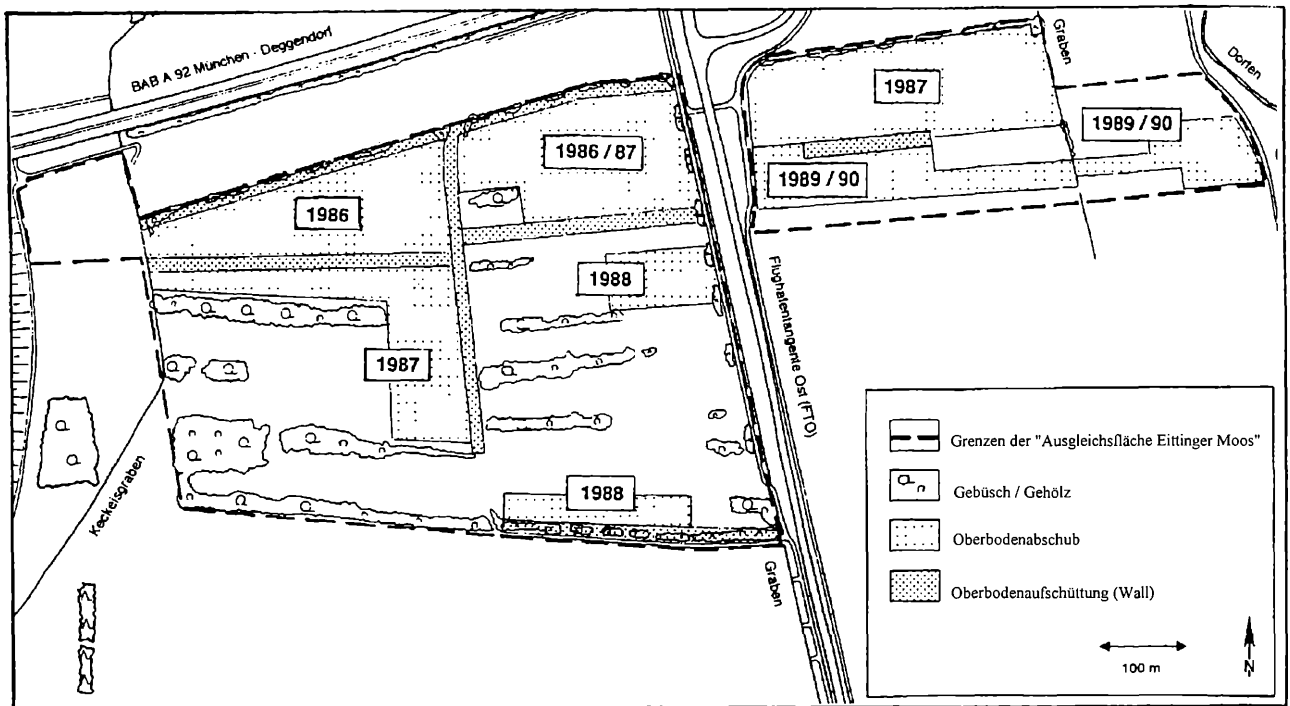 BAB A 92 München - Deggendorf
Graben
Dorfen
1987
1989 / 90
1986 / 87
1989 / 90
1986
1988
Flughafentangente Ost (FTO)
1987
Keckeisgraben
1988
Graben
Grenzen der "Ausgleichsfläche Eittinger Moos"
Gebüsch / Gehölz
Oberbodenabschub
Oberbodenaufschüttung (Wall)
100 m
N